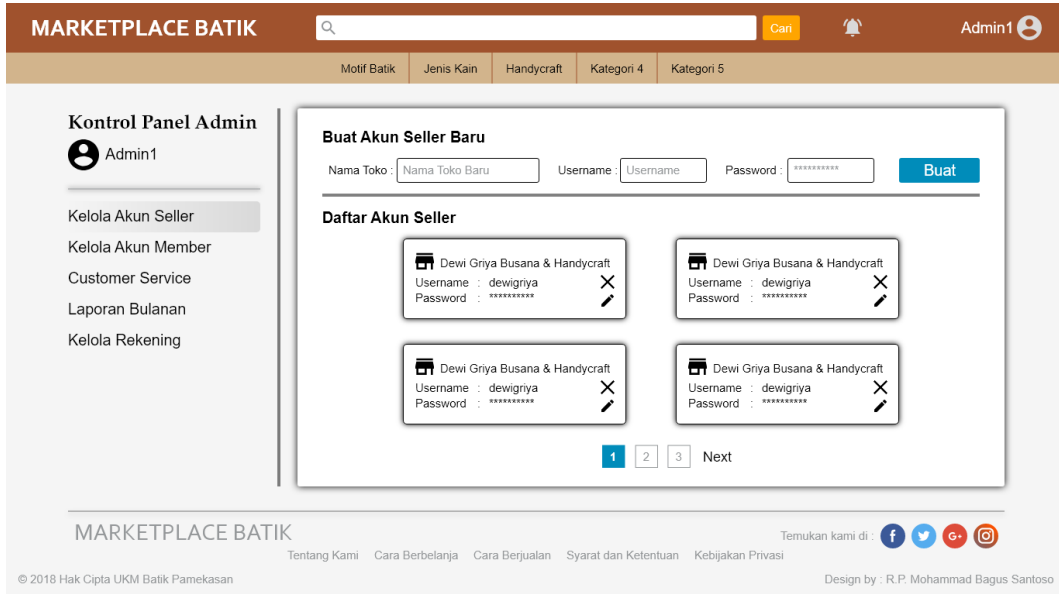 MARKETPLACE BATIK Cari Admin1
Motif Batik Jenis Kain Handycraft Kategori 4 Kategori 5
Kontrol Panel Admin
Admin1
Kelola Akun Seller
Kelola Akun Member
Customer Service
Laporan Bulanan
Kelola Rekening
Buat Akun Seller Baru
Nama Toko : Nama Toko Baru Username : Username Password : ********** Buat
Daftar Akun Seller
Dewi Griya Busana & Handycraft
Username : dewigriya
Password : **********
Dewi Griya Busana & Handycraft
Username : dewigriya
Password : **********
Dewi Griya Busana & Handycraft
Username : dewigriya
Password : **********
Dewi Griya Busana & Handycraft
Username : dewigriya
Password : **********
1 2 3 Next
MARKETPLACE BATIK
Temukan kami di : f G+
Tentang Kami Cara Berbelanja Cara Berjualan Syarat dan Ketentuan Kebijakan Privasi
© 2018 Hak Cipta UKM Batik Pamekasan
Design by : R.P. Mohammad Bagus Santoso